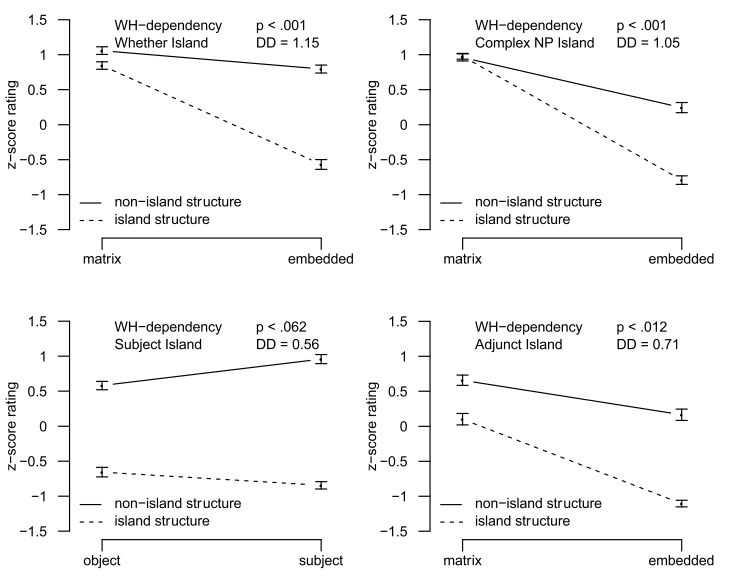 WH−dependency p < .001
Whether Island DD = 1.15
1.5
1
0.5
0
−0.5
−1
−1.5
z−score rating
non−island structure
island structure
matrix embedded
WH−dependency p < .001
Complex NP Island DD = 1.05
1.5
1
0.5
0
−0.5
−1
−1.5
z−score rating
non−island structure
island structure
matrix embedded
WH−dependency p < .062
Subject Island DD = 0.56
1.5
1
0.5
0
−0.5
−1
−1.5
z−score rating
non−island structure
island structure
object subject
WH−dependency p < .012
Adjunct Island DD = 0.71
1.5
1
0.5
0
−0.5
−1
−1.5
z−score rating
non−island structure
island structure
matrix embedded